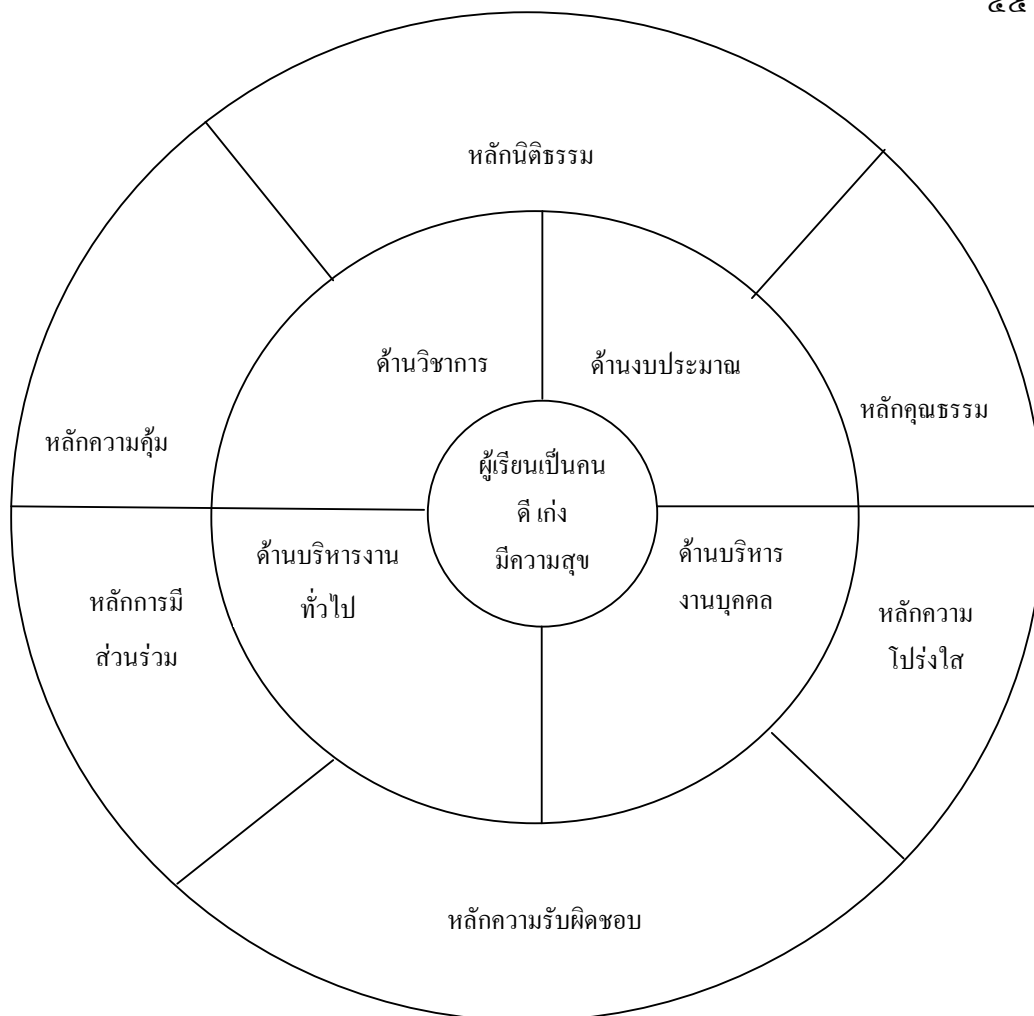 ๔๕
หลักนิติธรรม
ด้านวิชาการ
ด้านงบประมาณ
หลักคุณธรรม
หลักความคุ้ม
ผู้เรียนเป็นคน
ดี เก่ง
มีความสุข
ด้านบริหารงาน
ทั่วไป
ด้านบริหาร
งานบุคคล
หลักการมี
ส่วนร่วม
หลักความ
โปร่งใส
หลักความรับผิดชอบ